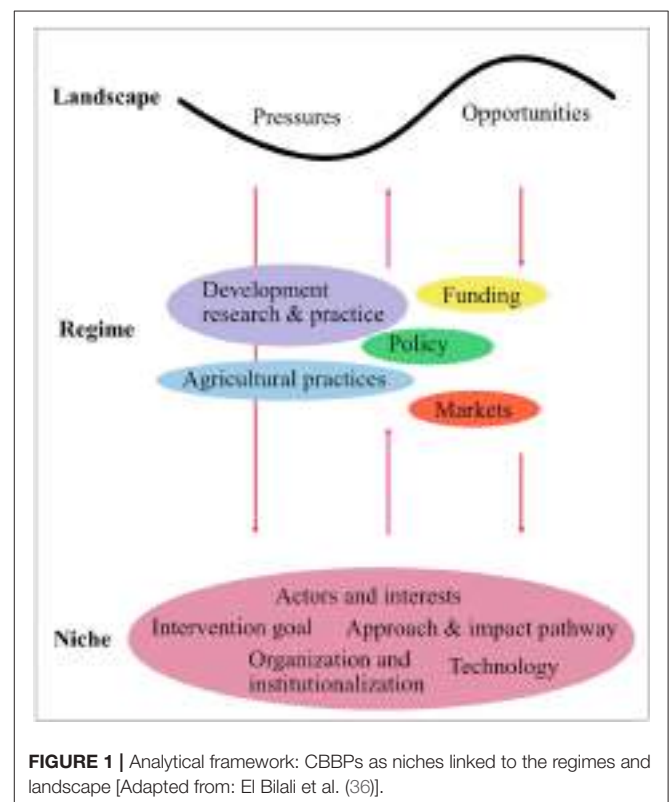 Landscape
Pressures
Opportunities
Development
research & practice
Funding
Regime
Policy
Agricultural practices
Markets
Actors and interests
Intervention goal
Approach & impact pathway
Niche
Organization and
institutionalization
Technology
FIGURE 1 | Analytical framework: CBBPs as niches linked to the regimes and
landscape [Adapted from: El Bilali et al. (36)].